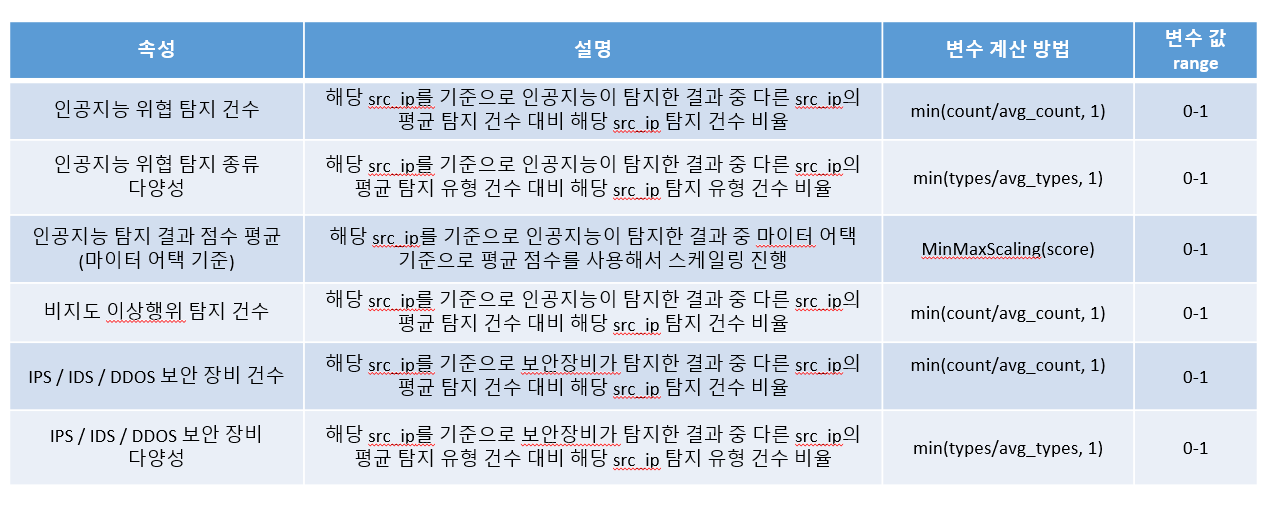 속성
설명
변수 계산 방법
변수 값
range
인공지능 위협 탐지 건수
해당 src_ip를 기준으로 인공지능이 탐지한 결과 중 다른 src_ip의
평균 탐지 건수 대비 해당 src_ip 탐지 건수 비율
min(count/avg_count, 1)
0-1
인공지능 위협 탐지 종류
다양성
해당 src_ip를 기준으로 인공지능이 탐지한 결과 중 다른 src_ip의
평균 탐지 유형 건수 대비 해당 src_ip 탐지 유형 건수 비율
min(types/avg_types, 1)
0-1
인공지능 탐지 결과 점수 평균
(마이터 어택 기준)
해당 src_ip를 기준으로 인공지능이 탐지한 결과 중 마이터 어택
기준으로 평균 점수를 사용해서 스케일링 진행
MinMaxScaling(score)
0-1
비지도 이상행위 탐지 건수
해당 src_ip를 기준으로 인공지능이 탐지한 결과 중 다른 src_ip의
평균 탐지 건수 대비 해당 src_ip 탐지 건수 비율
min(count/avg_count, 1)
0-1
IPS / IDS / DDOS 보안 장비 건수
해당 src_ip를 기준으로 보안장비가 탐지한 결과 중 다른 src_ip의
평균 탐지 건수 대비 해당 src_ip 탐지 건수 비율
min(count/avg_count, 1)
0-1
IPS / IDS / DDOS 보안 장비
다양성
해당 src_ip를 기준으로 보안장비가 탐지한 결과 중 다른 src_ip의
평균 탐지 유형 건수 대비 해당 src_ip 탐지 유형 건수 비율
min(types/avg_types, 1)
0-1